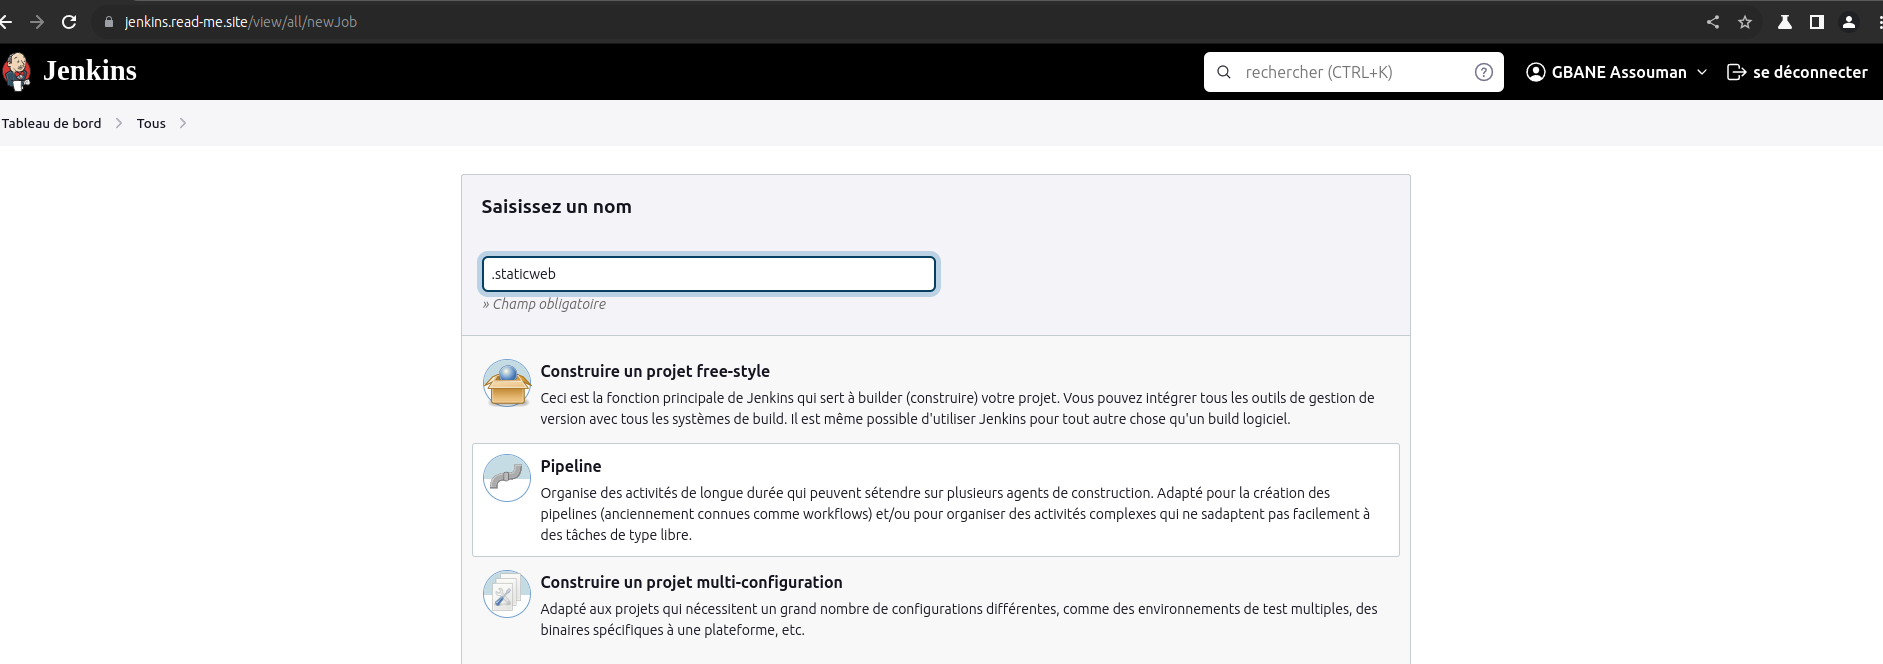 jenkins.read-me.site/view/all/newJob
Jenkins
rechercher (CTRL+K)
GBANE Assouman
se déconnecter
Tableau de bord
Tous
Saisissez un nom
.staticweb
» Champ obligatoire
Construire un projet free-style
Ceci est la fonction principale de Jenkins qui sert à builder (construire) votre projet. Vous pouvez intégrer tous les outils de gestion de
version avec tous les systèmes de build. Il est même possible d'utiliser Jenkins pour tout autre chose qu'un build logiciel.
Pipeline
Organise des activités de longue durée qui peuvent sétendre sur plusieurs agents de construction. Adapté pour la création des
pipelines (anciennement connues comme workflows) et/ou pour organiser des activités complexes qui ne sadaptent pas facilement à
des tâches de type libre.
Construire un projet multi-configuration
Adapté aux projets qui nécessitent un grand nombre de configurations différentes, comme des environnements de test multiples, des
binaires spécifiques à une plateforme, etc.